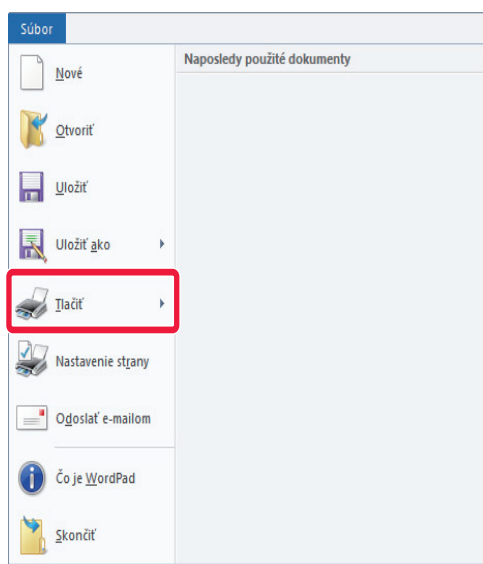 Súbor
Naposledy použité dokumenty
Nové
Otvoriť
Uložiť
Uložiť ako
Tlačiť
Nastavenie strany
Odoslať e-mailom
Čo je WordPad
Skončiť